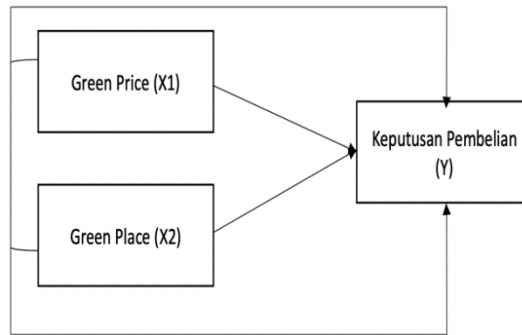 Green Price (X1)
Keputusan Pembelian
(Y)
Green Place (X2)